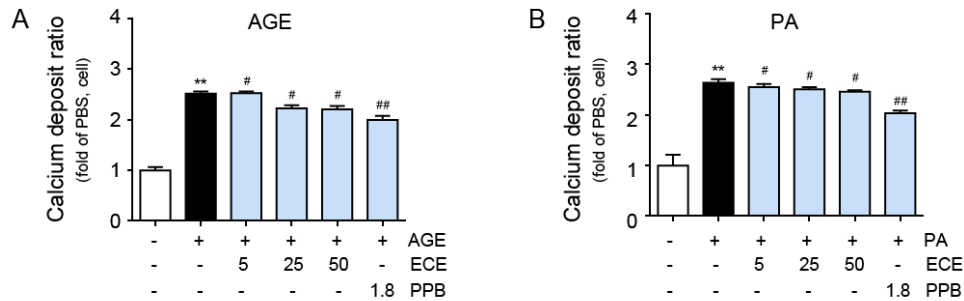 A
AGE
Calcium deposit ratio
(fold of PBS, cell)
4
3
2
1
0
**
#
#
#
##
- + + + + + AGE
- - 5 25 50 - ECE
- - - - - 1.8 PPB
B
PA
Calcium deposit ratio
(fold of PBS, cell)
4
3
2
1
0
**
#
#
#
##
- + + + + + PA
- - 5 25 50 - ECE
- - - - - 1.8 PPB